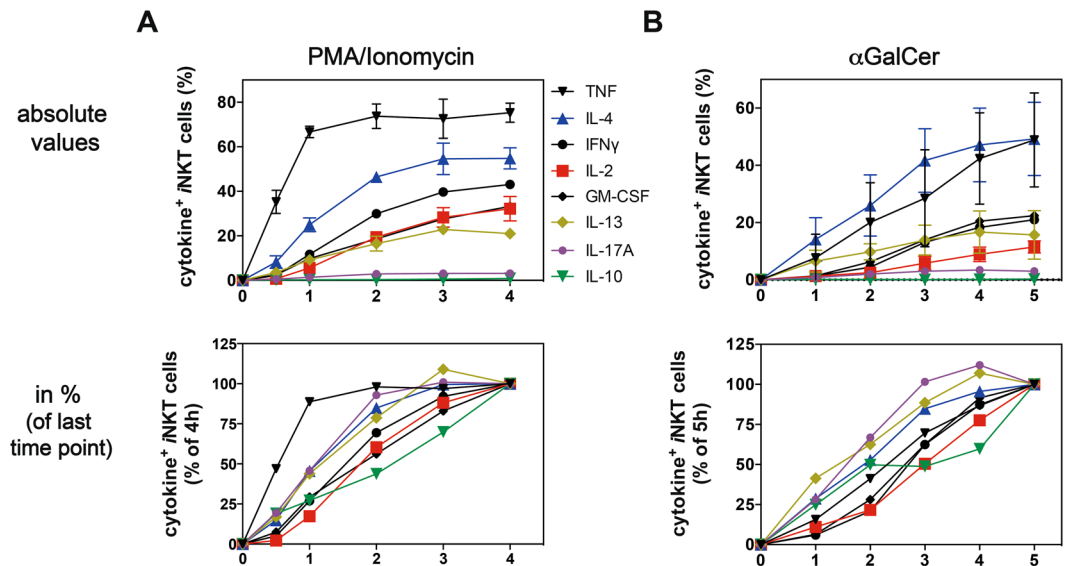 A
B
PMA/Ionomycin
αGalCer
absolute
values
cytokine⁺ iNKT cells (%)
80
60
40
20
0
0 1 2 3 4
TNF
IL-4
IFNγ
IL-2
GM-CSF
IL-13
IL-17A
IL-10
cytokine⁺ iNKT cells (%)
60
40
20
0
0 1 2 3 4 5
in %
(of last
time point)
cytokine⁺ iNKT cells
(% of 4h)
125
100
75
50
25
0
0 1 2 3 4
cytokine⁺ iNKT cells
(% of 5h)
125
100
75
50
25
0
0 1 2 3 4 5